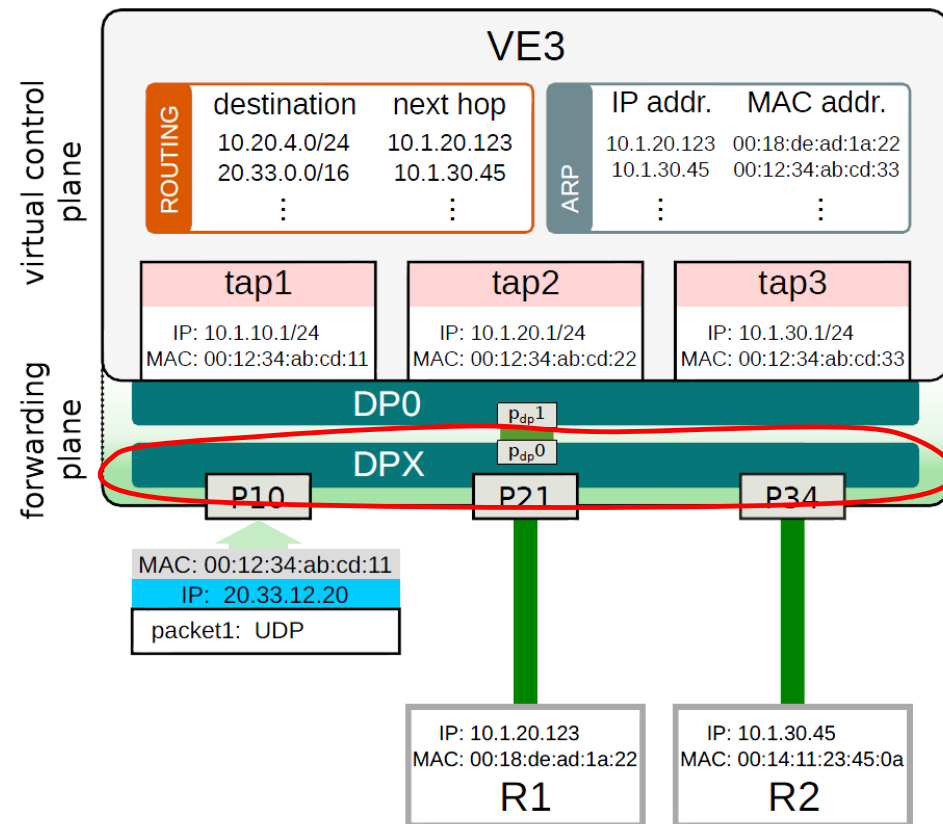 VE3
virtual control
plane
ROUTING
destination next hop
10.20.4.0/24 10.1.20.123
20.33.0.0/16 10.1.30.45
⋮ ⋮
ARP
IP addr. MAC addr.
10.1.20.123 00:18:de:ad:1a:22
10.1.30.45 00:12:34:ab:cd:33
⋮ ⋮
tap1
IP: 10.1.10.1/24
MAC: 00:12:34:ab:cd:11
tap2
IP: 10.1.20.1/24
MAC: 00:12:34:ab:cd:22
tap3
IP: 10.1.30.1/24
MAC: 00:12:34:ab:cd:33
forwarding
plane
DP0
pdp1
pdp0
DPX
P10
P21
P34
MAC: 00:12:34:ab:cd:11
IP: 20.33.12.20
packet1: UDP
IP: 10.1.20.123
MAC: 00:18:de:ad:1a:22
R1
IP: 10.1.30.45
MAC: 00:14:11:23:45:0a
R2